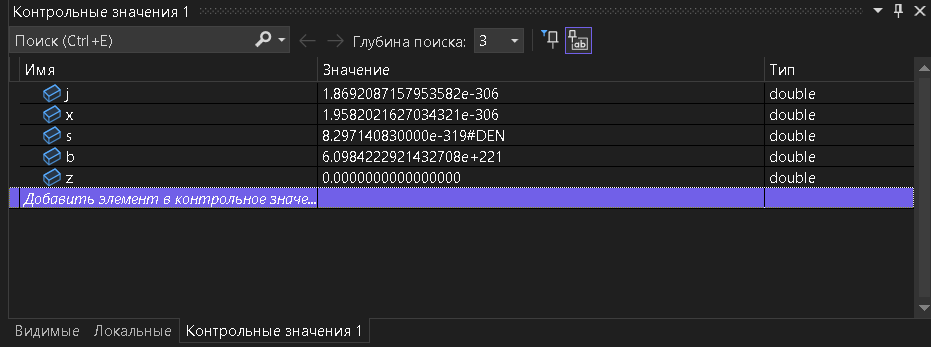 Контрольные значения 1
Поиск (Ctrl+E) Глубина поиска: 3
Имя Значение Тип
j 1.8692087157953582e-306 double
x 1.9582021627034321e-306 double
s 8.297140830000e-319#DEN double
b 6.0984222921432708e+221 double
z 0.0000000000000000 double
Добавить элемент в контрольное значе...
Видимые Локальные Контрольные значения 1